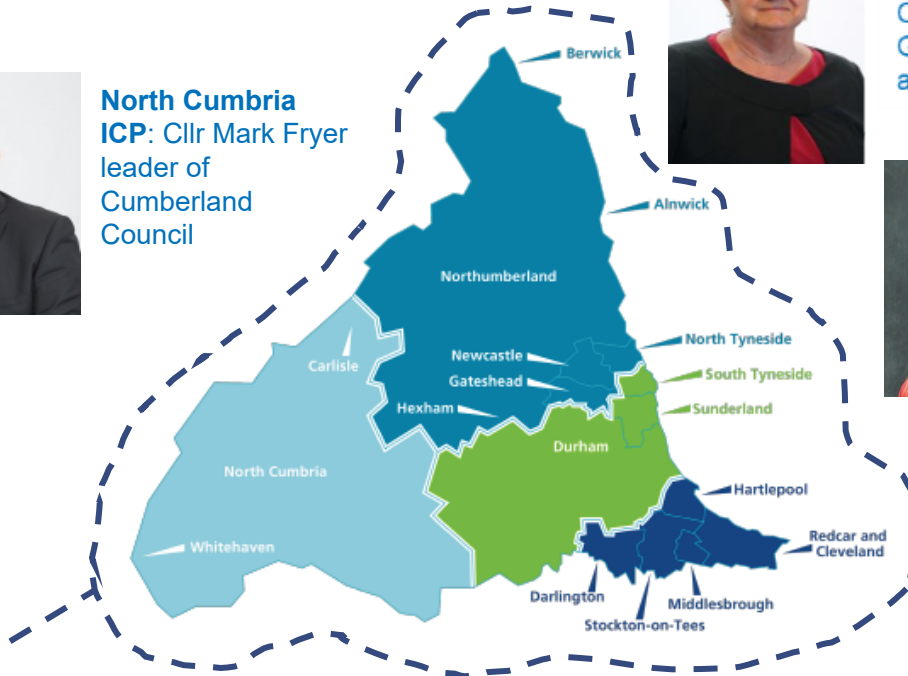 North Cumbria
ICP: Cllr Mark Fryer
leader of
Cumberland
Council
Berwick
Alnwick
Northumberland
North Tyneside
Newcastle
Carlisle
South Tyneside
Gateshead
Hexham
Sunderland
Durham
North Cumbria
Hartlepool
Redcar and
Cleveland
Whitehaven
Darlington
Middlesbrough
Stockton-on-Tees